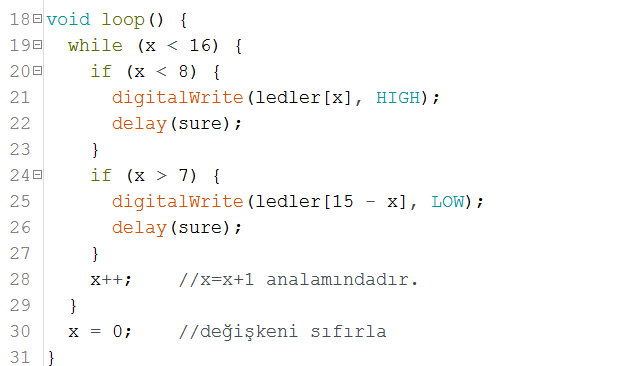 18 void loop() {
19 while (x < 16) {
20 if (x < 8) {
21 digitalWrite(ledler[x], HIGH);
22 delay(sure);
23 }
24 if (x > 7) {
25 digitalWrite(ledler[15 - x], LOW);
26 delay(sure);
27 }
28 x++; //x=x+1 analamındadır.
29 }
30 x = 0; //değişkeni sıfırla
31 }